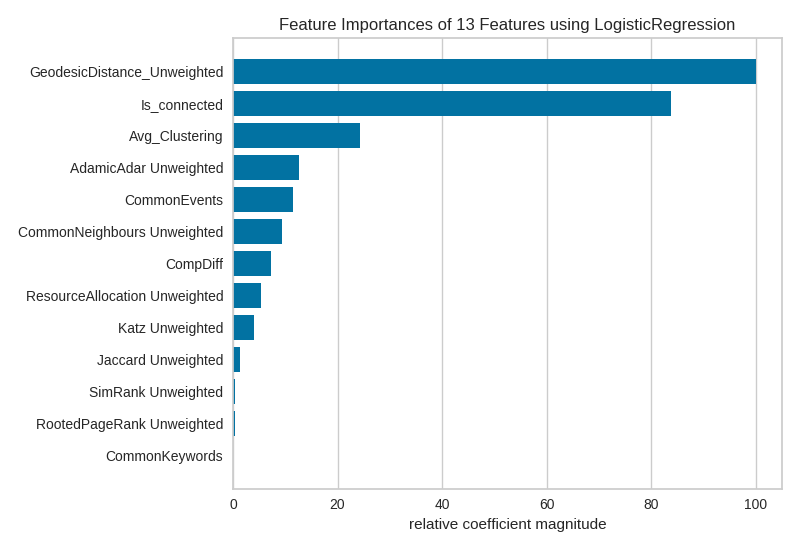 Feature Importances of 13 Features using LogisticRegression
GeodesicDistance_Unweighted
Is_connected
Avg_Clustering
AdamicAdar Unweighted
CommonEvents
CommonNeighbours Unweighted
CompDiff
ResourceAllocation Unweighted
Katz Unweighted
Jaccard Unweighted
SimRank Unweighted
RootedPageRank Unweighted
CommonKeywords
0 20 40 60 80 100
relative coefficient magnitude